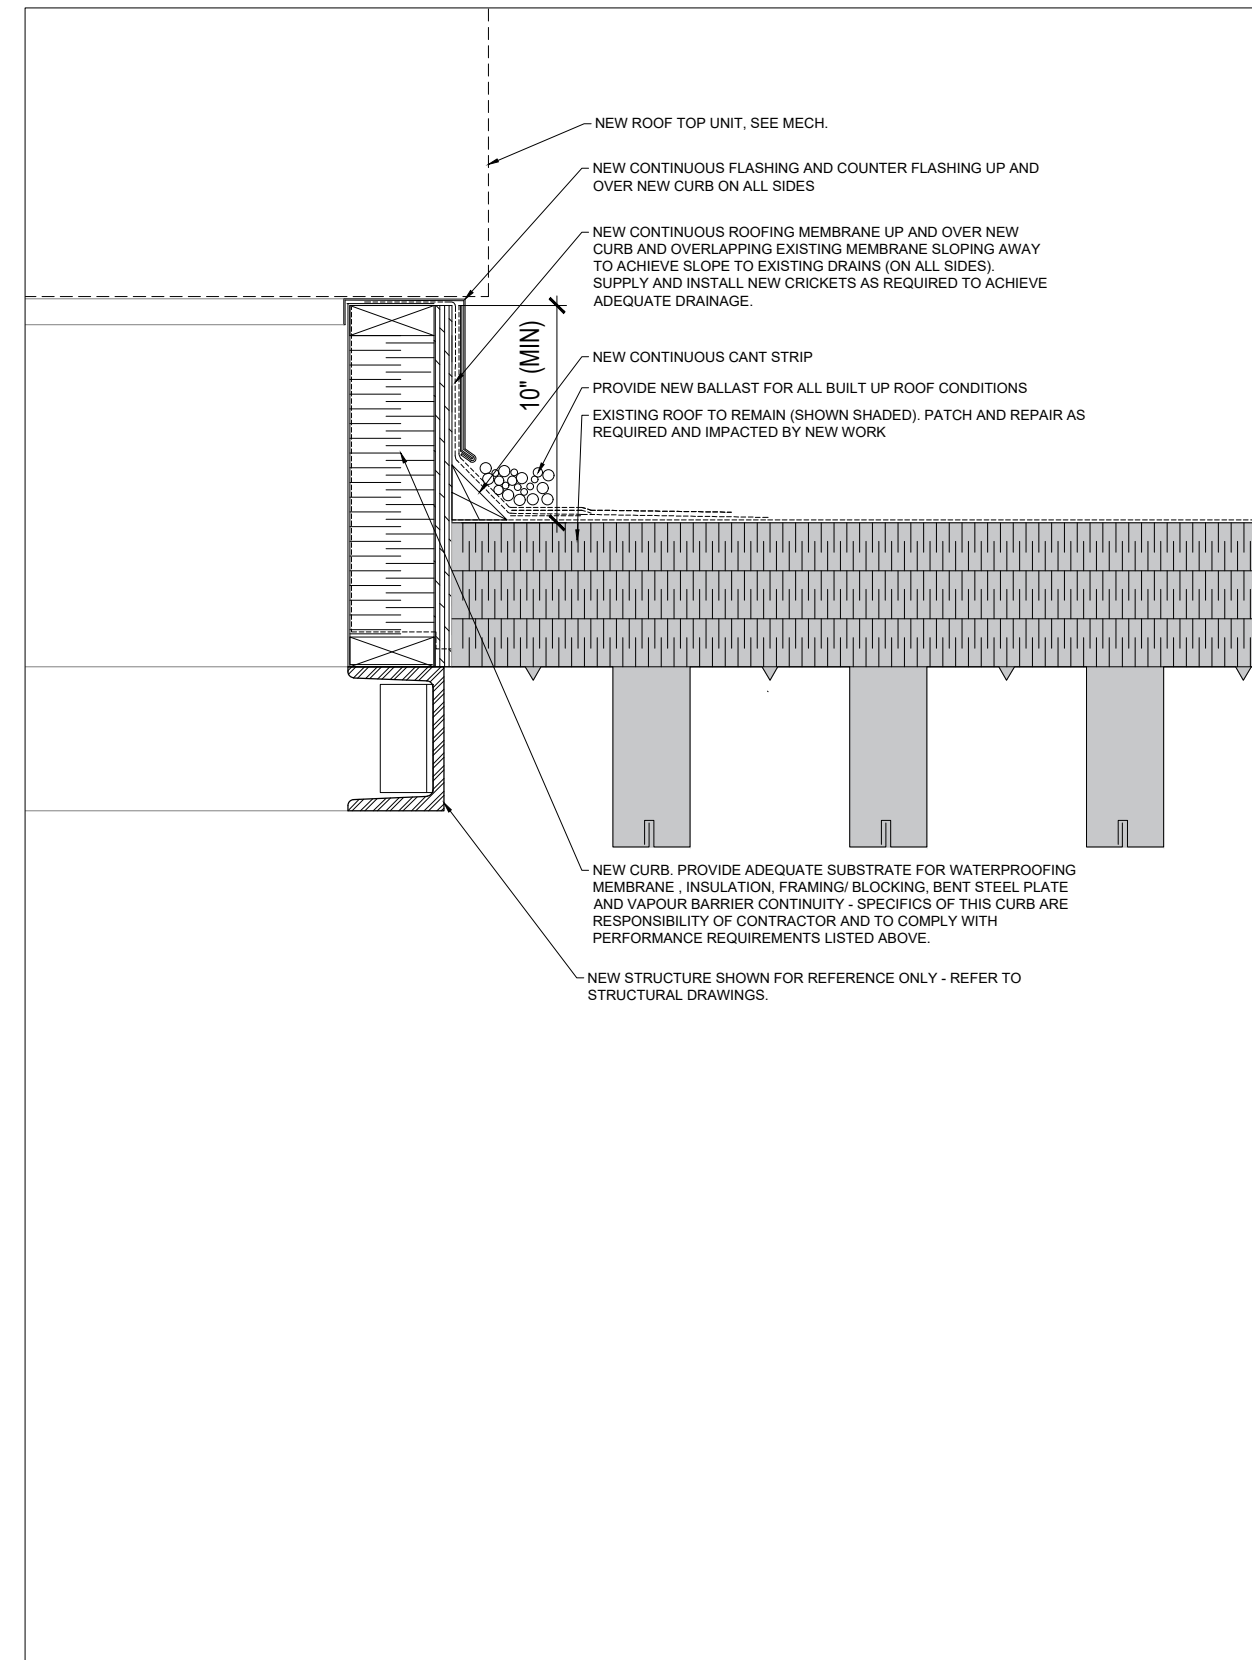 NEW ROOF TOP UNIT, SEE MECH.
NEW CONTINUOUS FLASHING AND COUNTER FLASHING UP AND
OVER NEW CURB ON ALL SIDES
NEW CONTINUOUS ROOFING MEMBRANE UP AND OVER NEW
CURB AND OVERLAPPING EXISTING MEMBRANE SLOPING AWAY
TO ACHIEVE SLOPE TO EXISTING DRAINS (ON ALL SIDES).
SUPPLY AND INSTALL NEW CRICKETS AS REQUIRED TO ACHIEVE
ADEQUATE DRAINAGE.
10" (MIN)
NEW CONTINUOUS CANT STRIP
PROVIDE NEW BALLAST FOR ALL BUILT UP ROOF CONDITIONS
EXISTING ROOF TO REMAIN (SHOWN SHADED). PATCH AND REPAIR AS
REQUIRED AND IMPACTED BY NEW WORK
NEW CURB. PROVIDE ADEQUATE SUBSTRATE FOR WATERPROOFING
MEMBRANE , INSULATION, FRAMING/ BLOCKING, BENT STEEL PLATE
AND VAPOUR BARRIER CONTINUITY - SPECIFICS OF THIS CURB ARE
RESPONSIBILITY OF CONTRACTOR AND TO COMPLY WITH
PERFORMANCE REQUIREMENTS LISTED ABOVE.
NEW STRUCTURE SHOWN FOR REFERENCE ONLY - REFER TO
STRUCTURAL DRAWINGS.